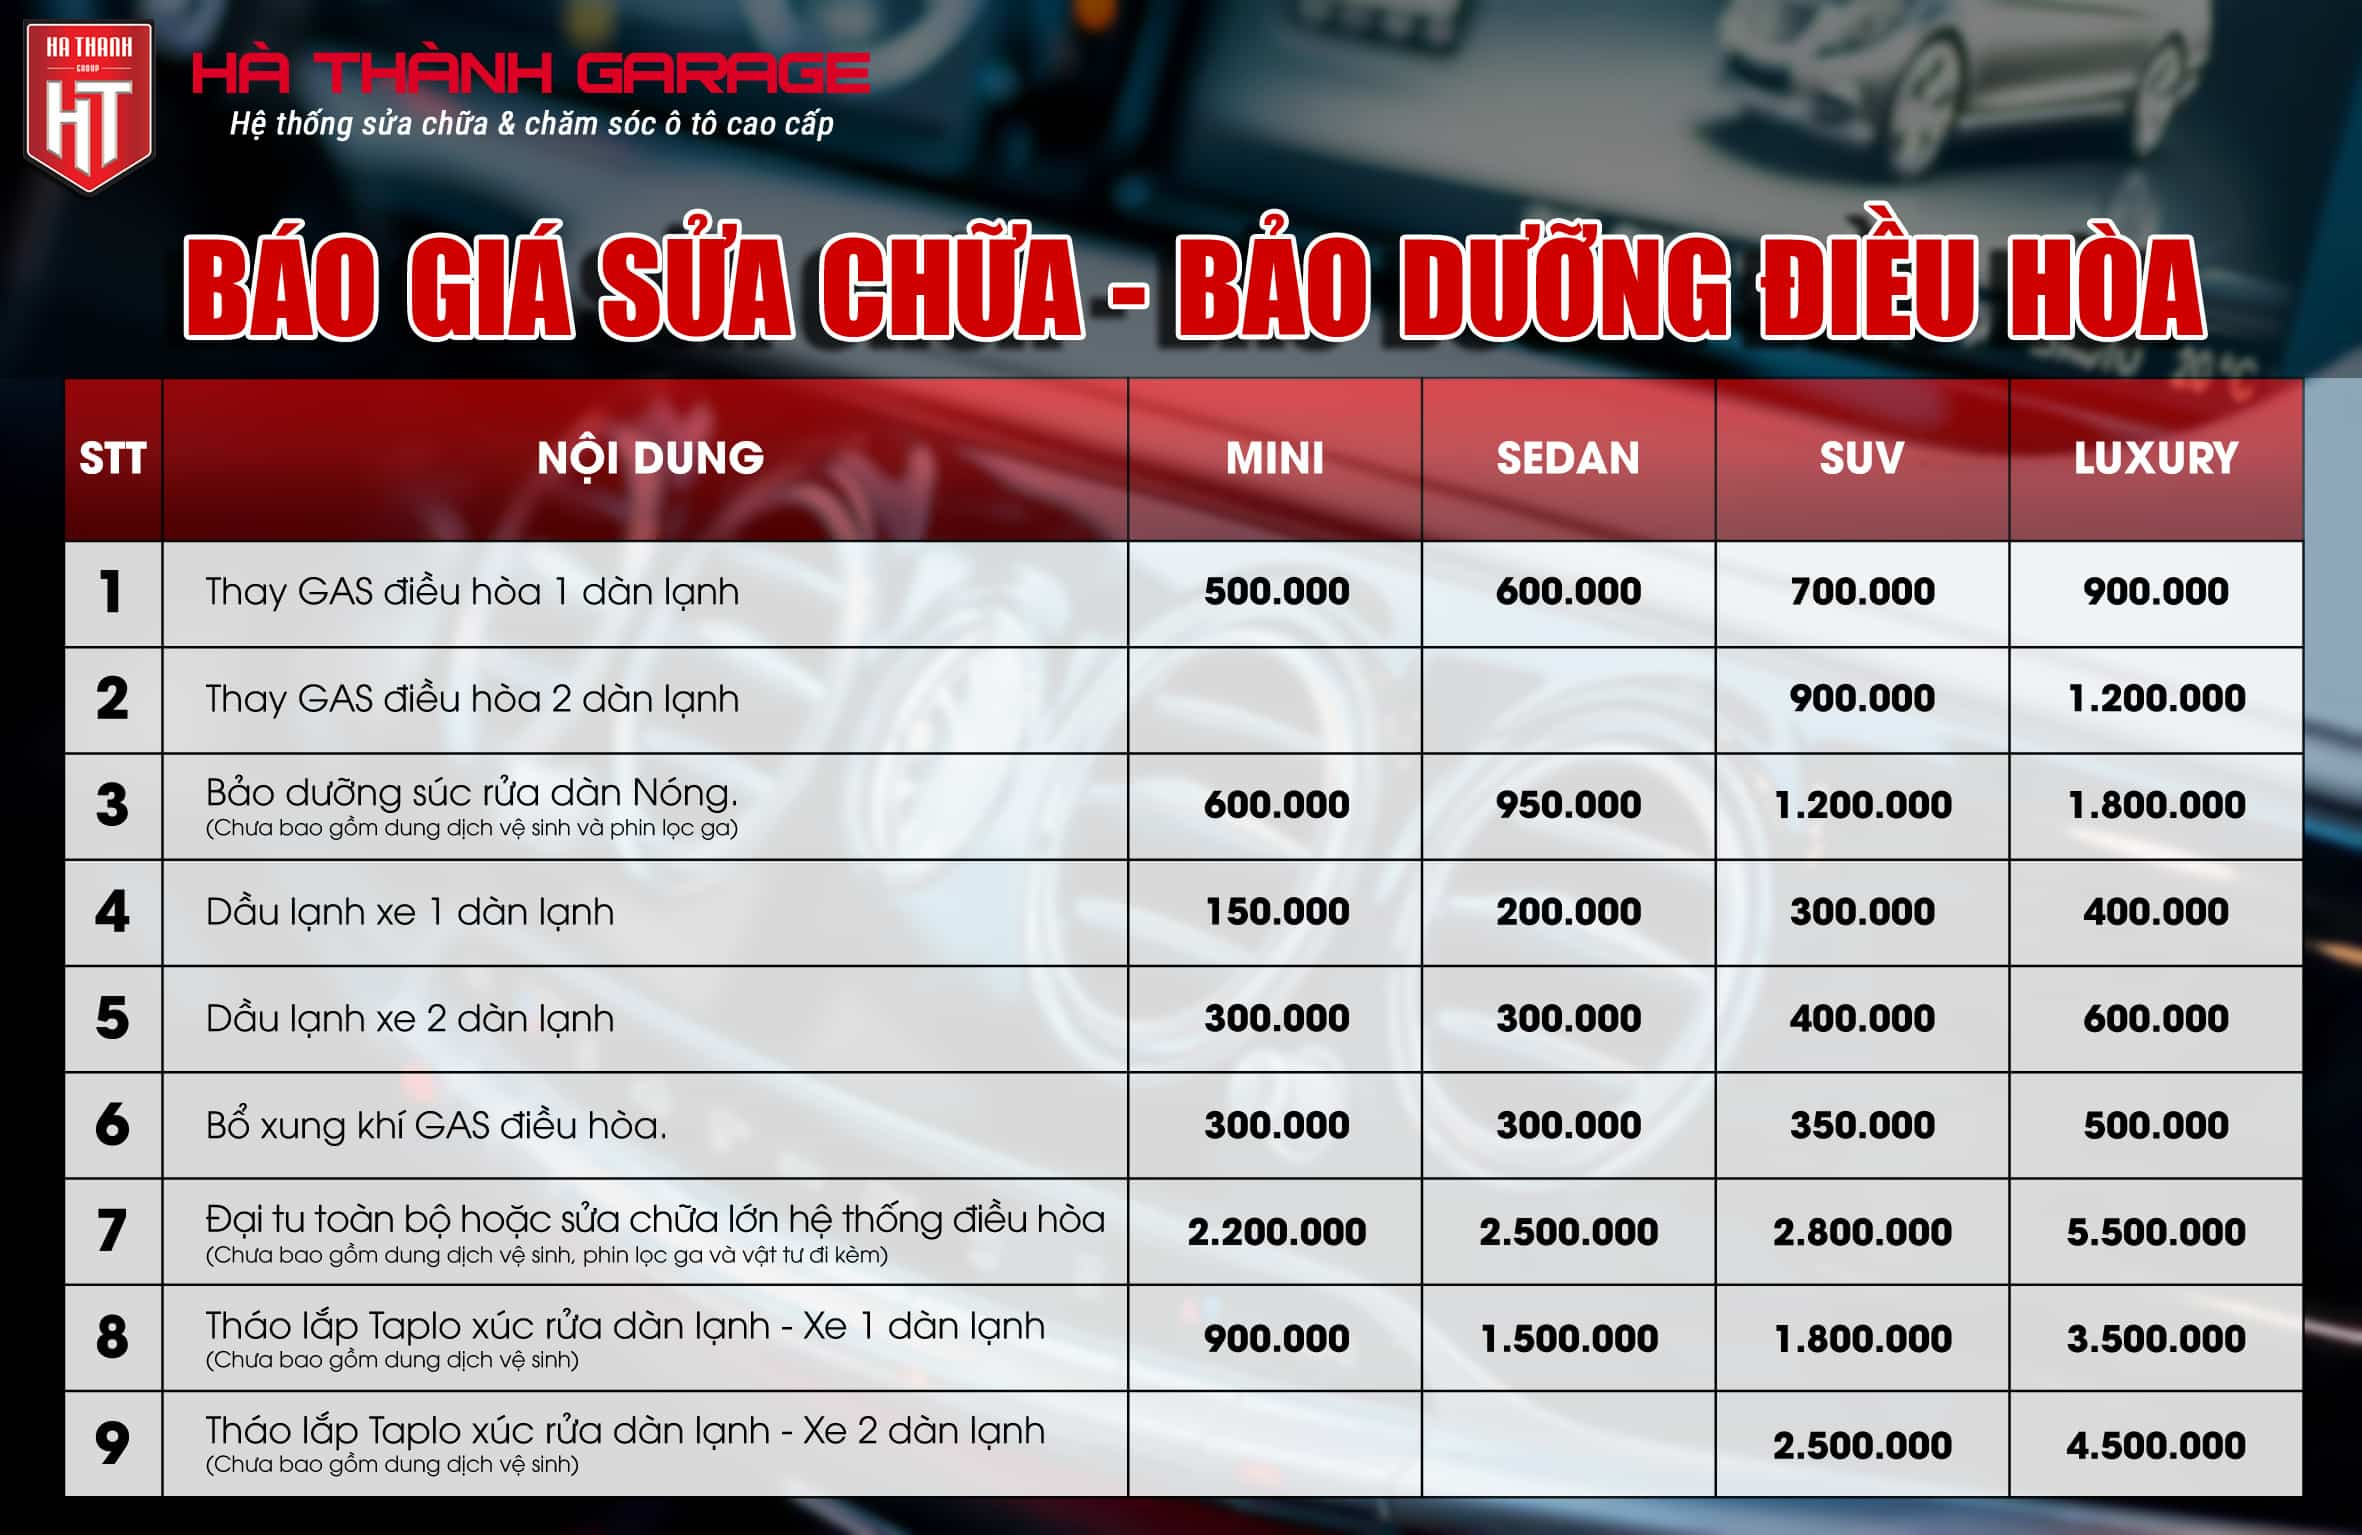 HA THANH
GROUP
HT
HÀ THÀNH GARAGE
Hệ thống sửa chữa & chăm sóc ô tô cao cấp
BÁO GIÁ SỬA CHỮA - BẢO DƯỠNG ĐIỀU HÒA
20°C
STT NỘI DUNG MINI SEDAN SUV LUXURY
1 Thay GAS điều hòa 1 dàn lạnh 500.000 600.000 700.000 900.000
2 Thay GAS điều hòa 2 dàn lạnh 900.000 1.200.000
3 Bảo dưỡng súc rửa dàn Nóng. 600.000 950.000 1.200.000 1.800.000
(Chưa bao gồm dung dịch vệ sinh và phin lọc ga)
4 Dầu lạnh xe 1 dàn lạnh 150.000 200.000 300.000 400.000
5 Dầu lạnh xe 2 dàn lạnh 300.000 300.000 400.000 600.000
6 Bổ xung khí GAS điều hòa. 300.000 300.000 350.000 500.000
7 Đại tu toàn bộ hoặc sửa chữa lớn hệ thống điều hòa 2.200.000 2.500.000 2.800.000 5.500.000
(Chưa bao gồm dung dịch vệ sinh, phin lọc ga và vật tư đi kèm)
8 Tháo lắp Taplo xúc rửa dàn lạnh - Xe 1 dàn lạnh 900.000 1.500.000 1.800.000 3.500.000
(Chưa bao gồm dung dịch vệ sinh)
9 Tháo lắp Taplo xúc rửa dàn lạnh - Xe 2 dàn lạnh 2.500.000 4.500.000
(Chưa bao gồm dung dịch vệ sinh)